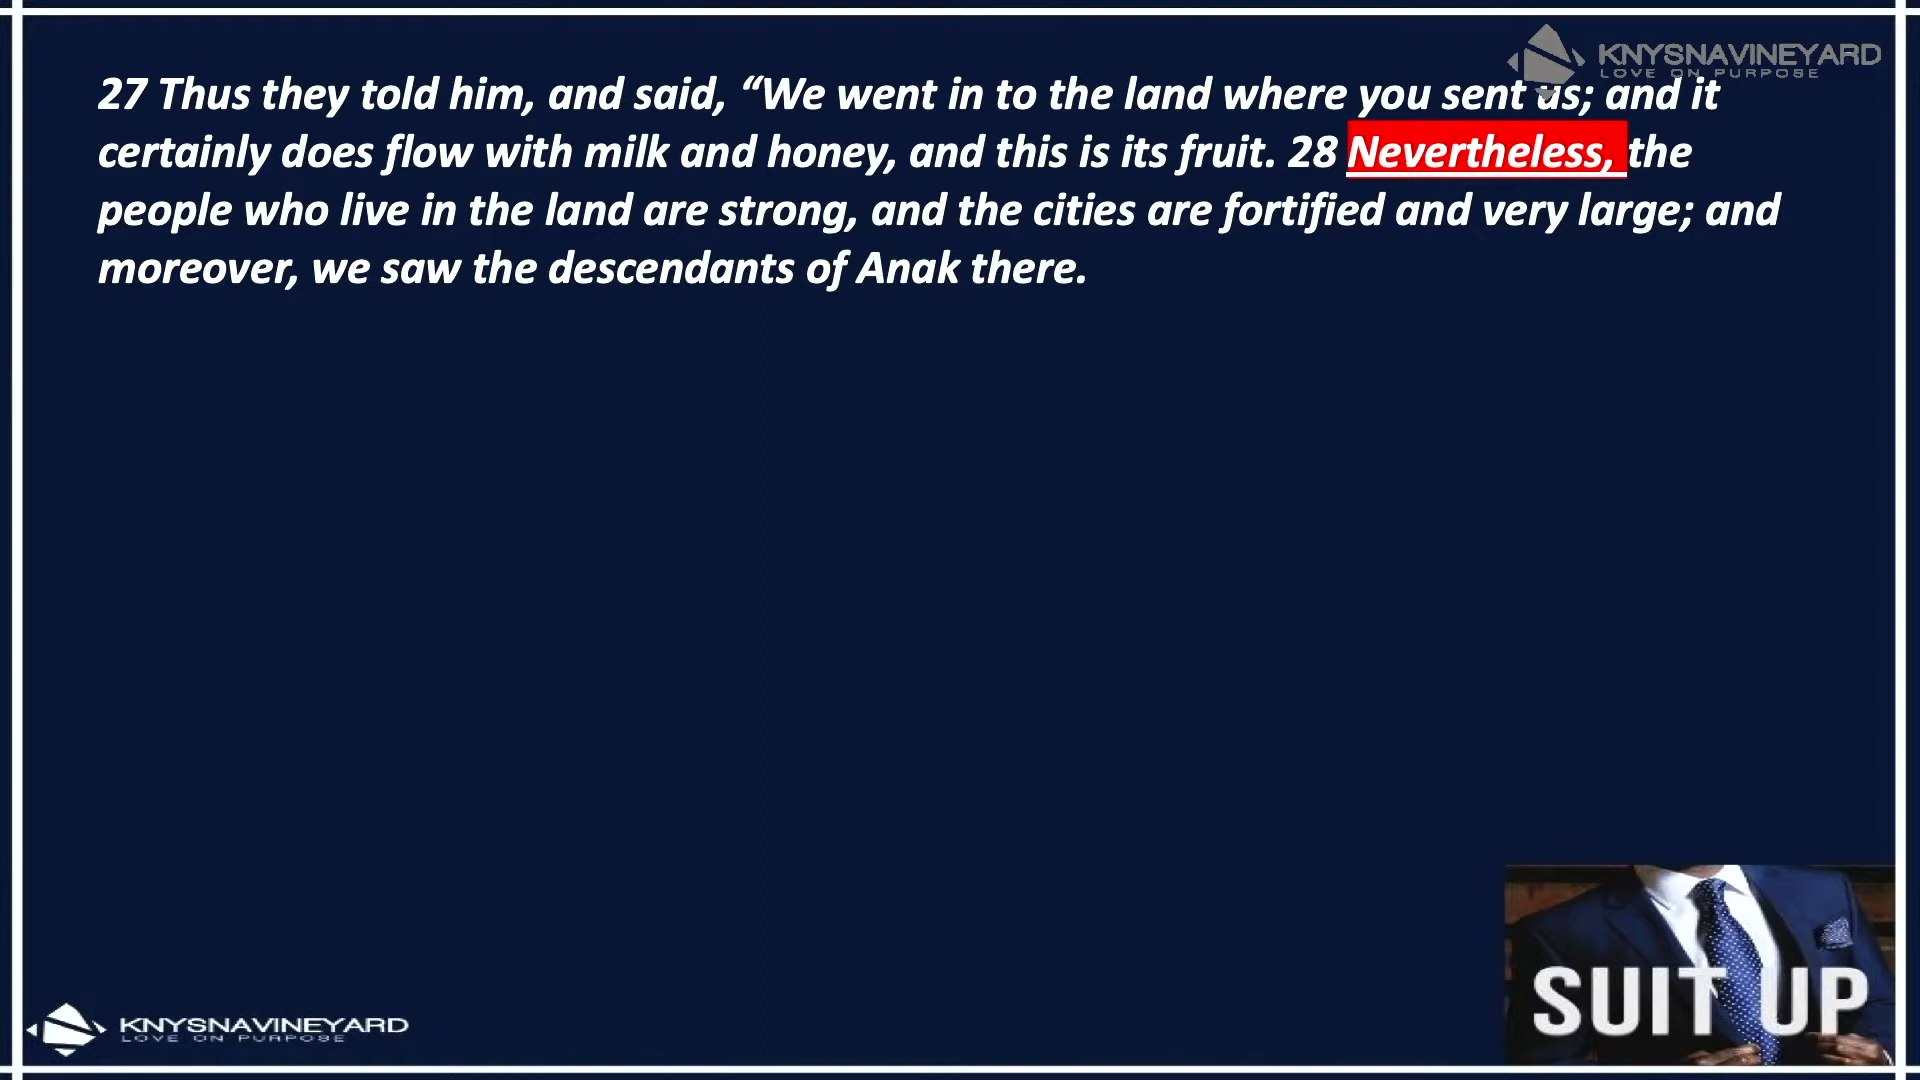 KNYSNAVINEYARD
LOVE ON PURPOSE
27 Thus they told him, and said, “We went in to the land where you sent us; and it
certainly does flow with milk and honey, and this is its fruit. 28 Nevertheless, the
people who live in the land are strong, and the cities are fortified and very large; and
moreover, we saw the descendants of Anak there.
SUIT UP
KNYSNAVINEYARD
LOVE ON PURPOSE